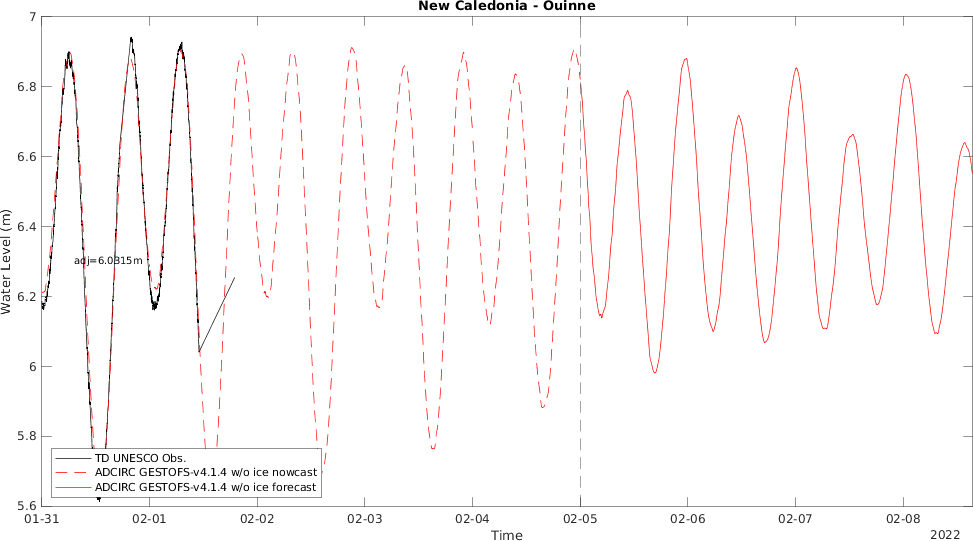 New Caledonia - Ouinne
7
6.8
6.6
6.4
6.2
6
5.8
5.6
Water Level (m)
adj=6.0315m
TD UNESCO Obs.
ADCIRC GESTOFS-v4.1.4 w/o ice nowcast
ADCIRC GESTOFS-v4.1.4 w/o ice forecast
01-31 02-01 02-02 02-03 02-04 02-05 02-06 02-07 02-08
Time
2022